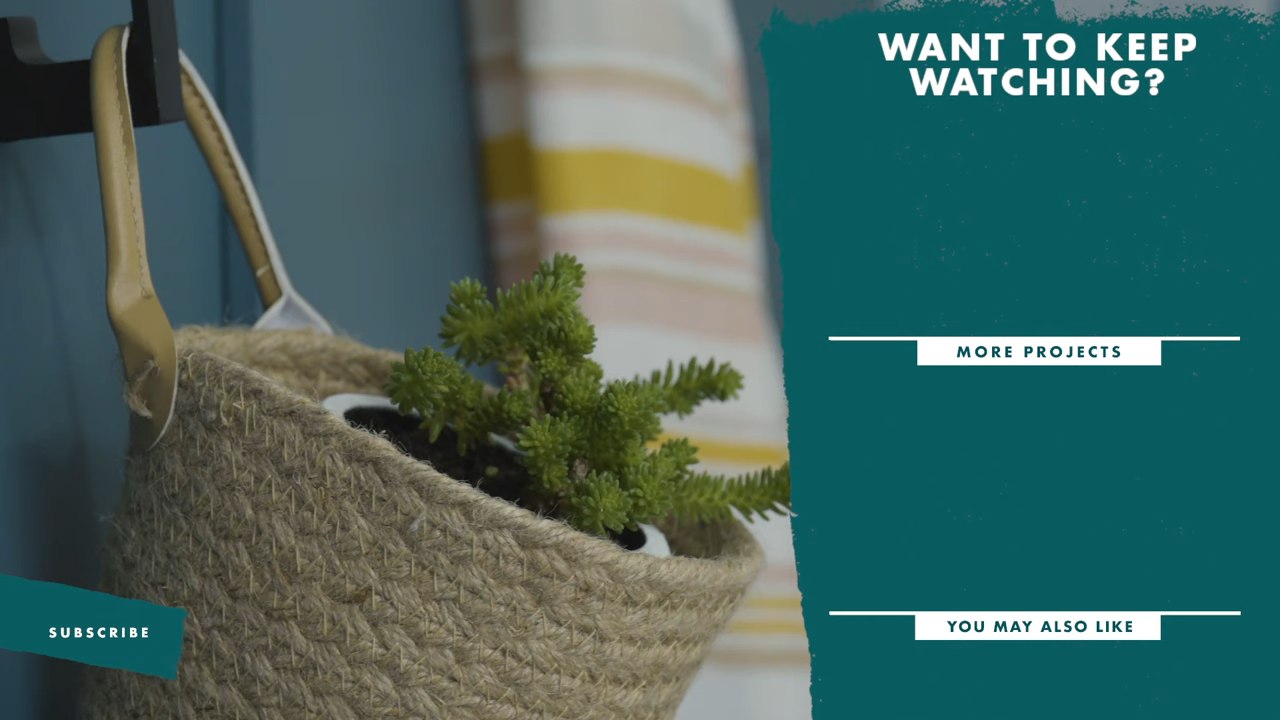 WANT TO KEEP
WATCHING?
MORE PROJECTS
SUBSCRIBE
YOU MAY ALSO LIKE